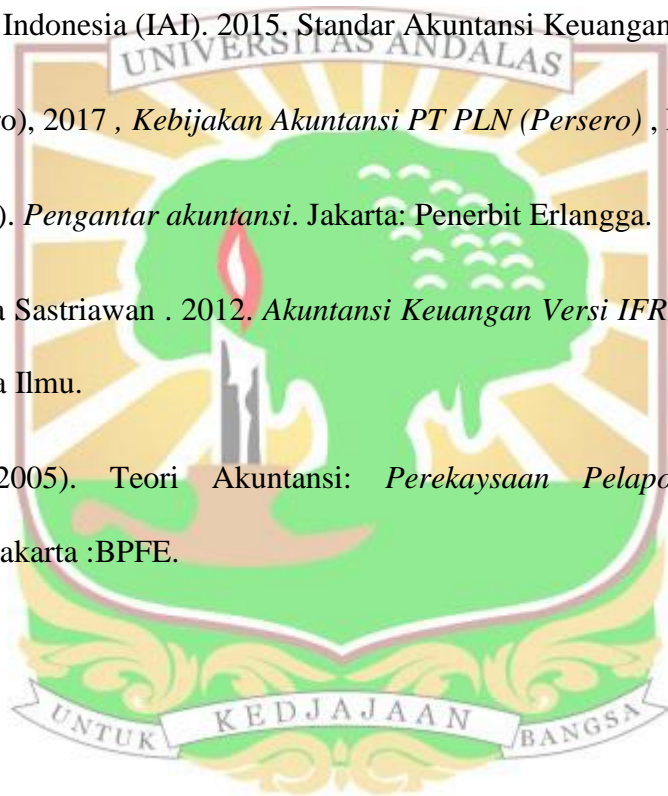 Indonesia (IAI). 2015. Standar Akuntansi Keuangan
UNIVERSITAS ANDALAS
ro), 2017 , Kebijakan Akuntansi PT PLN (Persero) ,
). Pengantar akuntansi. Jakarta: Penerbit Erlangga.
a Sastriawan . 2012. Akuntansi Keuangan Versi IFR
a Ilmu.
2005). Teori Akuntansi: Perekaysaan Pelapo
akarta :BPFE.
UNTUK KEDJAJAAN BANGSA